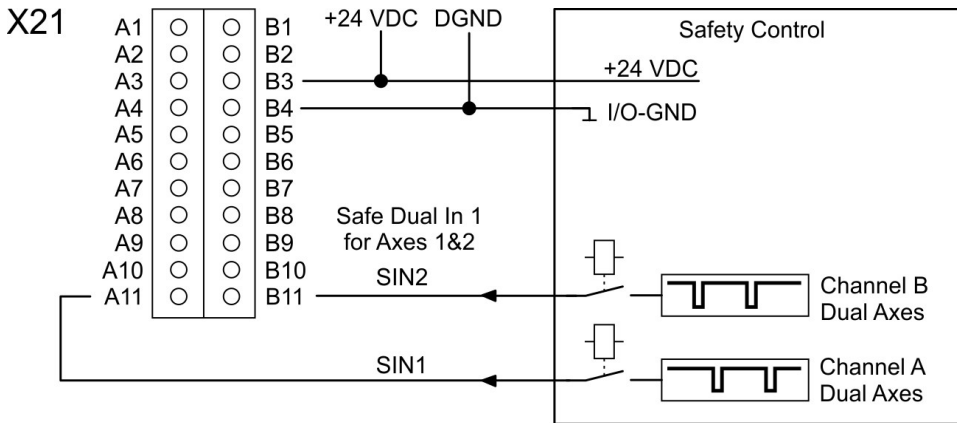 X21
+24 VDC DGND
Safety Control
A1 B1
A2 B2
A3 B3
+24 VDC
A4 B4
I/O-GND
A5 B5
A6 B6
A7 B7
A8 B8
A9 B9
A10 B10
A11 B11
Safe Dual In 1
for Axes 1&2
SIN2
Channel B
Dual Axes
SIN1
Channel A
Dual Axes